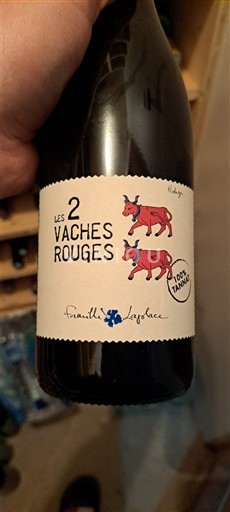 LES 2
VACHES
ROUGES
100%
TANNAT
Famille Laplace